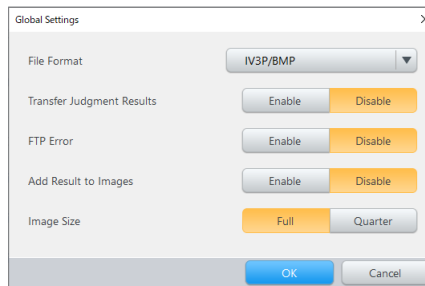 Global Settings
File Format IV3P/BMP
Transfer Judgment Results Enable Disable
FTP Error Enable Disable
Add Result to Images Enable Disable
Image Size Full Quarter
OK Cancel